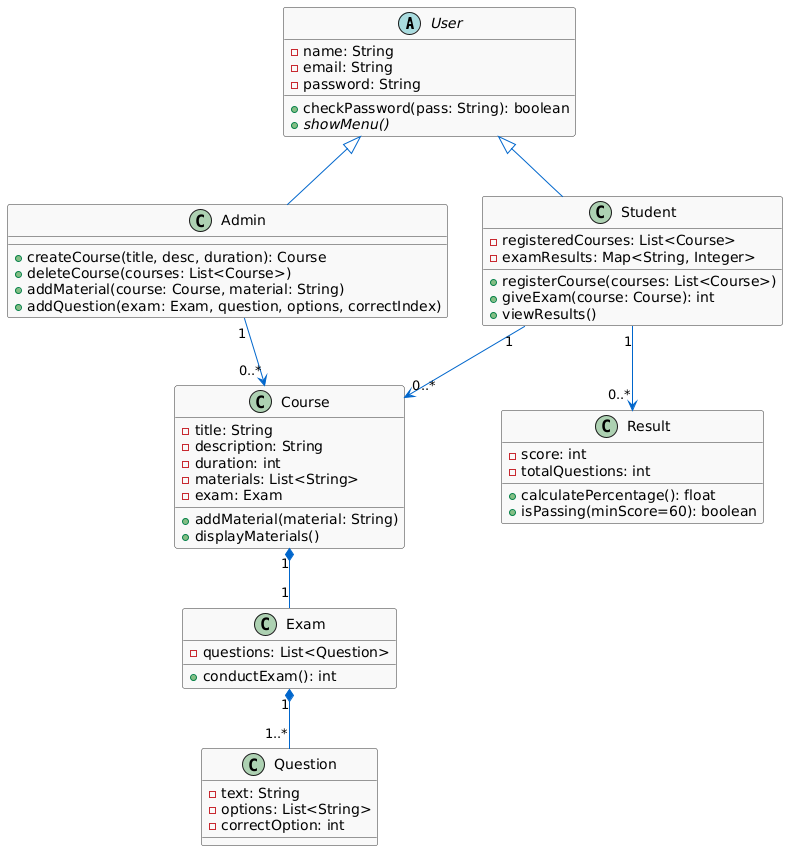 A User
name: String
email: String
password: String
checkPassword(pass: String): boolean
showMenu()
C Admin
createCourse(title, desc, duration): Course
deleteCourse(courses: List<Course>)
addMaterial(course: Course, material: String)
addQuestion(exam: Exam, question, options, correctIndex)
C Student
registeredCourses: List<Course>
examResults: Map<String, Integer>
registerCourse(courses: List<Course>)
giveExam(course: Course): int
viewResults()
1
0..*
1
0..*
1
0..*
C Course
title: String
description: String
duration: int
materials: List<String>
exam: Exam
addMaterial(material: String)
displayMaterials()
C Result
score: int
totalQuestions: int
calculatePercentage(): float
isPassing(minScore=60): boolean
1
1
C Exam
questions: List<Question>
conductExam(): int
1
1..*
C Question
text: String
options: List<String>
correctOption: int